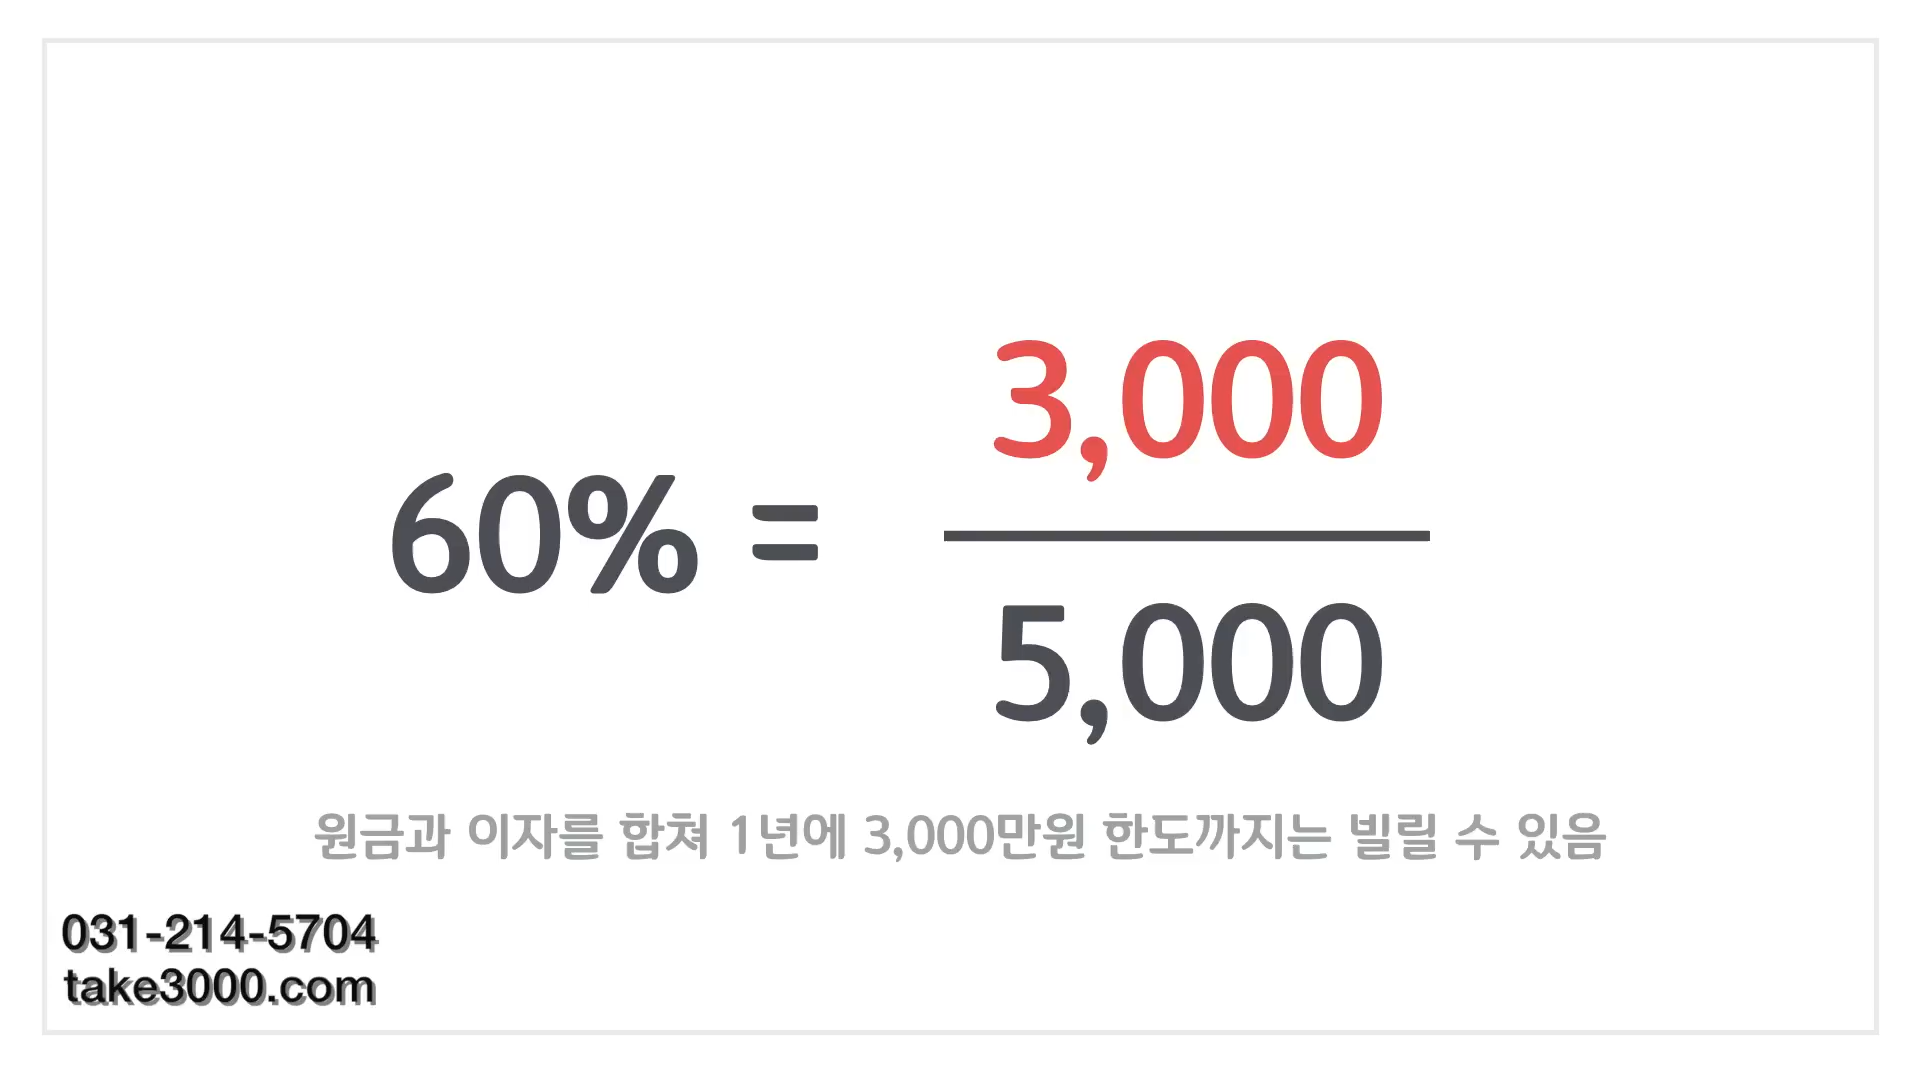 60% =
3,000
5,000
원금과 이자를 합쳐 1년에 3,000만원 한도까지는 빌릴 수 있음
031-214-5704
take3000.com